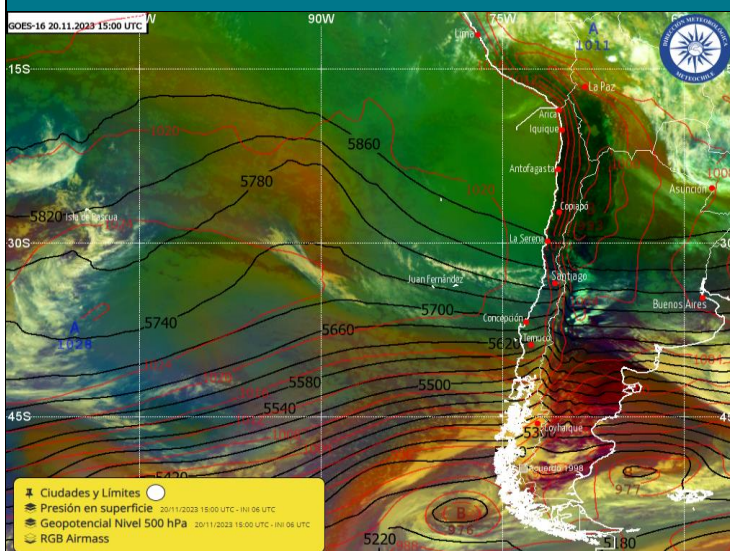 GOES-16 20.11.2023 15:00 UTC
90W
75W
DIRECCIÓN METEOROLÓGICA
METEOCHILE
Lima
A
1011
15S
La Paz
Arica
Iquique
1020
5860
5780
Antofagasta
Asunción
5820
Isla de Pascua
Copiapó
30S
La Serena
Juan Fernández
Santiago
5700
Buenos Aires
A
1028
5740
5660
Concepción
Temuco
5620
5580
5500
5540
45S
Coyhaique
Acuerdo 1998
977
B
976
5220
5180
Ciudades y Límites
Presión en superficie 20/11/2023 15:00 UTC - INI 06 UTC
Geopotencial Nivel 500 hPa 20/11/2023 15:00 UTC - INI 06 UTC
RGB Airmass